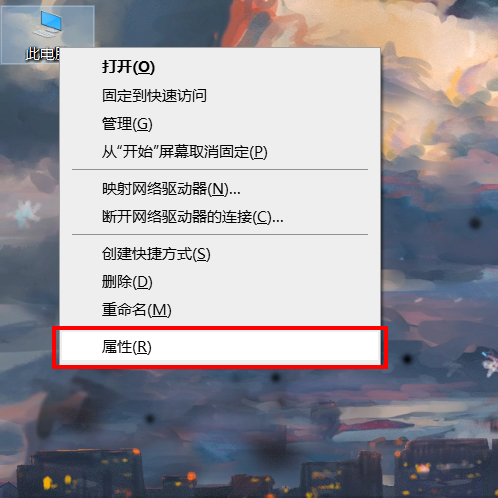 此电脑
打开(O)
固定到快速访问
管理(G)
从“开始”屏幕取消固定(P)
映射网络驱动器(N)...
断开网络驱动器的连接(C)...
创建快捷方式(S)
删除(D)
重命名(M)
属性(R)